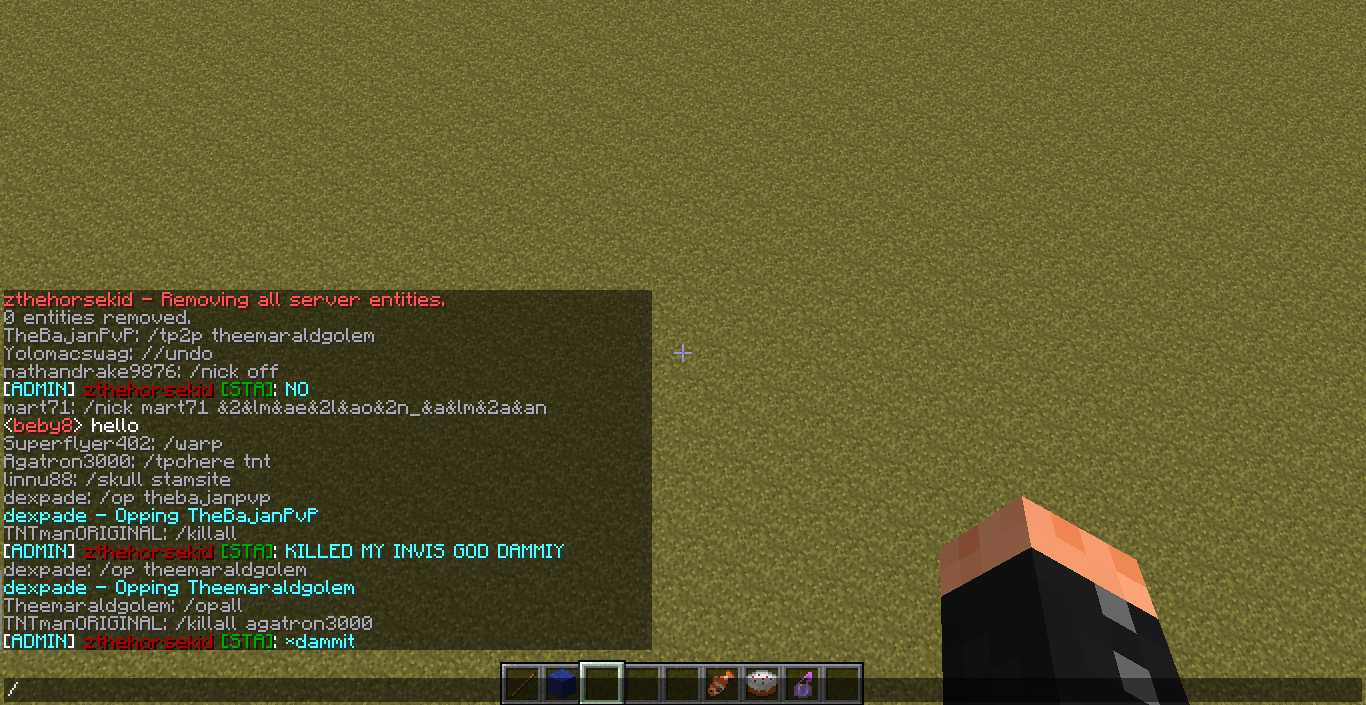 zthehorsekid - Removing all server entities.
0 entities removed.
TheBajanPvP: /tp2p theemaraldgolem
Yolomacswag: //undo
nathandrake9876: /nick off
[ADMIN] zthehorsekid [STA]: NO
mart71: /nick mart71 &2&lm&ae&2l&ao&2n_&a&lm&2a&an
<beby8> hello
Superflyer402: /warp
Agatron3000: /tpohere tnt
linnu88: /skull stamsite
dexpade: /op thebajanpvp
dexpade - Opping TheBajanPvP
TNTmanORIGINAL: /killall
[ADMIN] zthehorsekid [STA]: KILLED MY INVIS GOD DAMMIY
dexpade: /op theemaraldgolem
dexpade - Opping Theemaraldgolem
Theemaraldgolem: /opall
TNTmanORIGINAL: /killall agatron3000
[ADMIN] zthehorsekid [STA]: *dammit
/